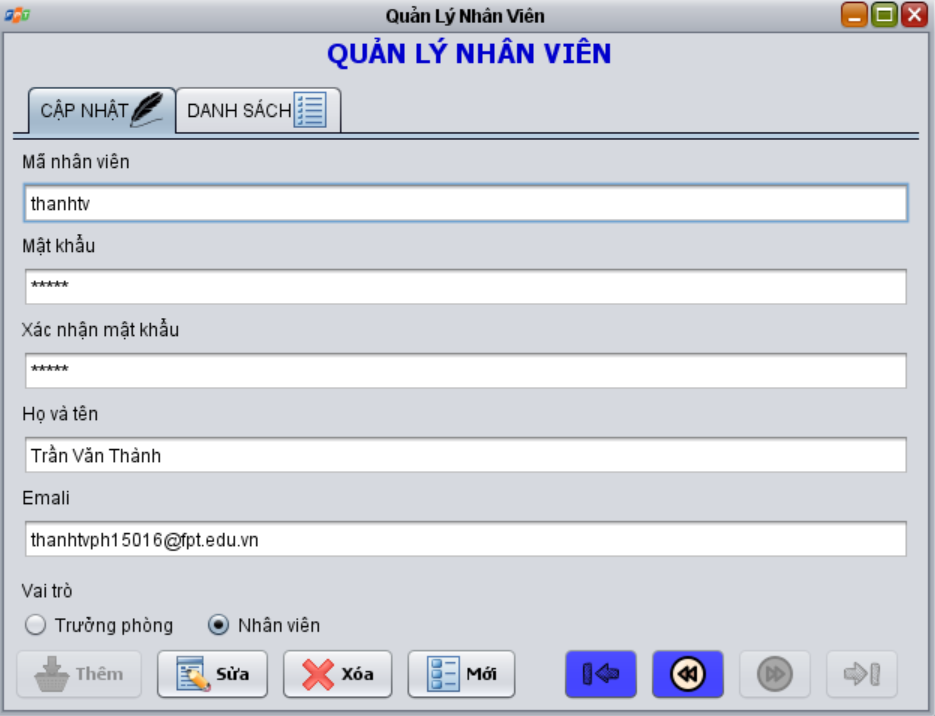 Quản Lý Nhân Viên
QUẢN LÝ NHÂN VIÊN
CẬP NHẬT
DANH SÁCH
Mã nhân viên
thanhtv
Mật khẩu
*****
Xác nhận mật khẩu
*****
Họ và tên
Trần Văn Thành
Emali
thanhtvph15016@fpt.edu.vn
Vai trò
Trưởng phòng Nhân viên
Thêm Sửa Xóa Mới